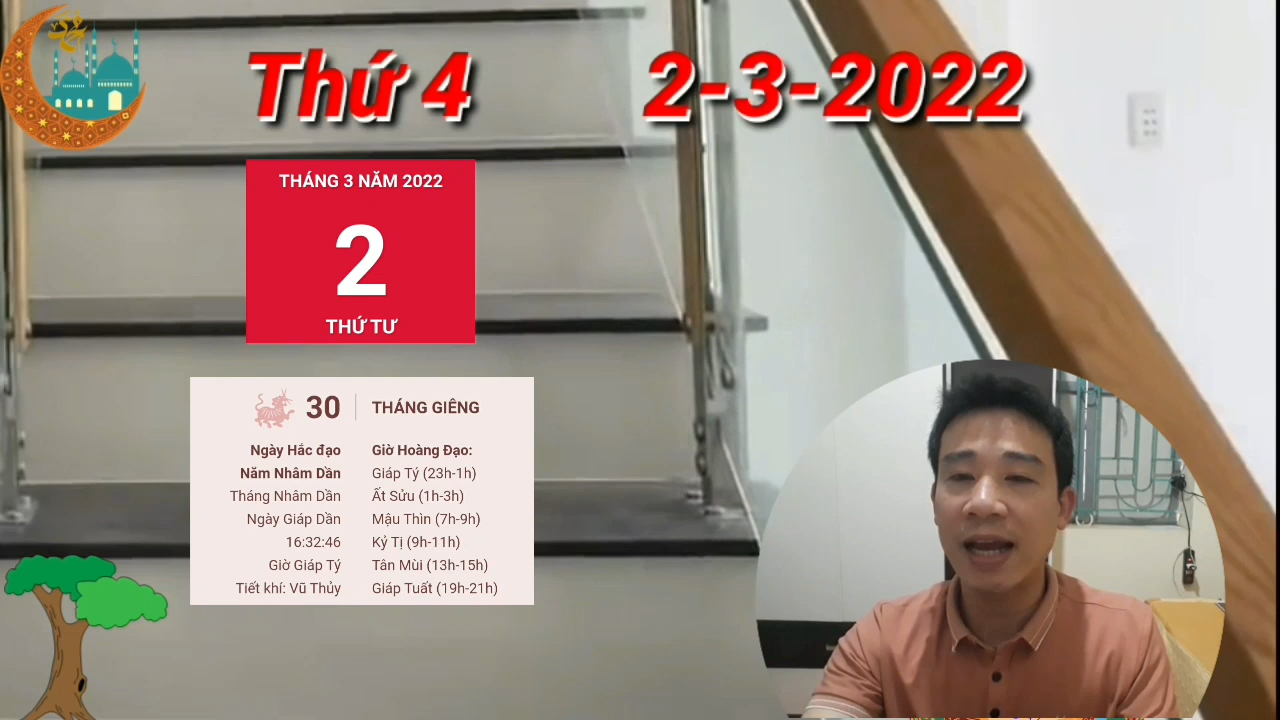 Thứ 4
2-3-2022
THÁNG 3 NĂM 2022
2
THỨ TƯ
30
THÁNG GIÊNG
Ngày Hắc đạo
Năm Nhâm Dần
Tháng Nhâm Dần
Ngày Giáp Dần
16:32:46
Giờ Giáp Tý
Tiết khí: Vũ Thủy
Giờ Hoàng Đạo:
Giáp Tý (23h-1h)
Ất Sửu (1h-3h)
Mậu Thìn (7h-9h)
Kỷ Tị (9h-11h)
Tân Mùi (13h-15h)
Giáp Tuất (19h-21h)